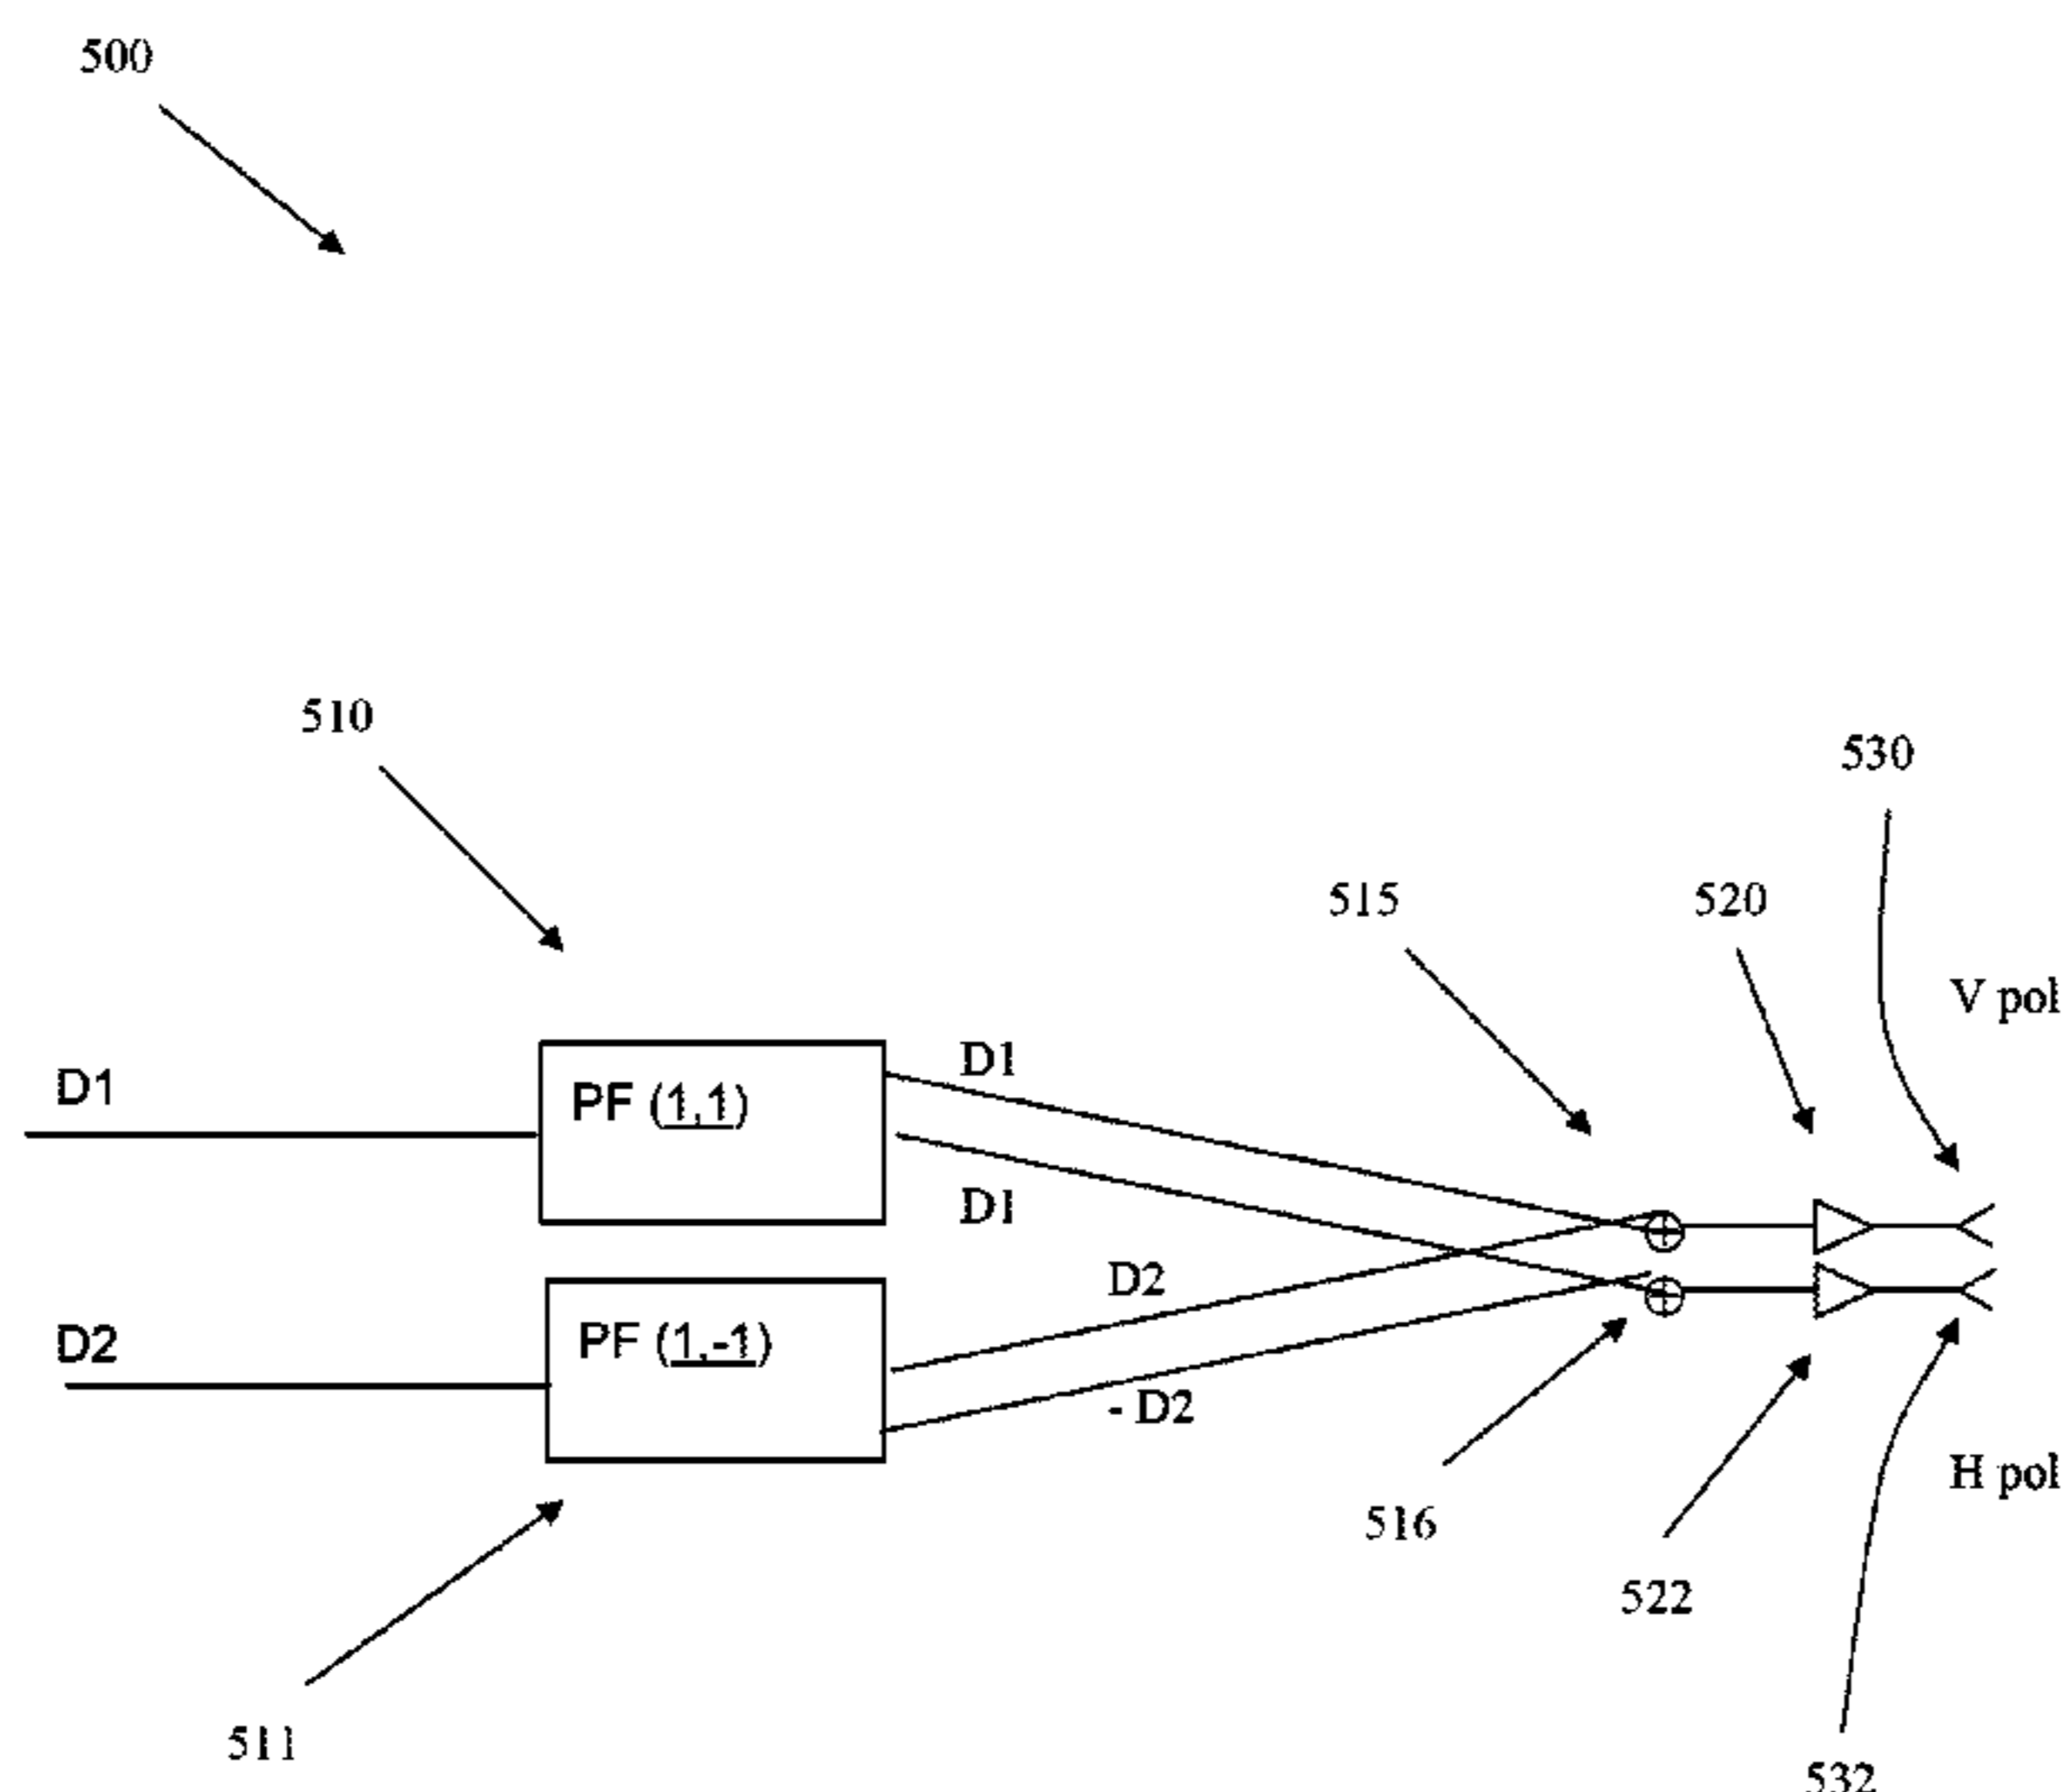 500
510
530
515
520
V pol
D1
PF (1,1)
D1
D1
D2
D2
PF (1,-1)
- D2
H pol
516
522
511
532